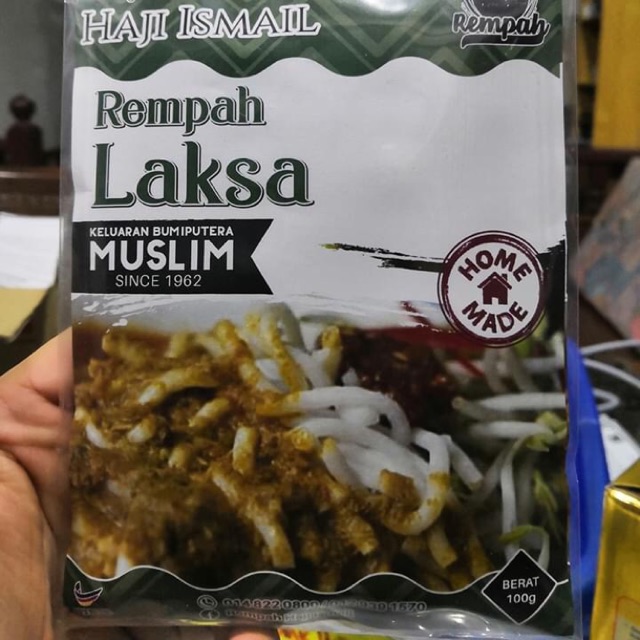 HAJI ISMAIL
Rempah
Rempah
Laksa
KELUARAN BUMIPUTERA
MUSLIM
SINCE 1962
HOME
MADE
BERAT
100g